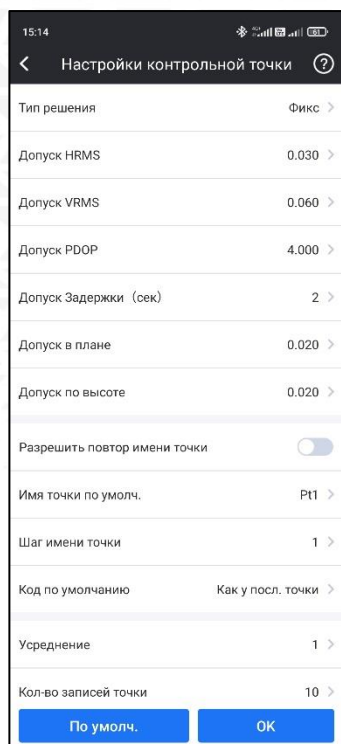 15:14
Настройки контрольной точки
Тип решения Фикс
Допуск HRMS 0.030
Допуск VRMS 0.060
Допуск PDOP 4.000
Допуск Задержки（сек） 2
Допуск в плане 0.020
Допуск по высоте 0.020
Разрешить повтор имени точки
Имя точки по умолч. Pt1
Шаг имени точки 1
Код по умолчанию Как у посл. точки
Усреднение 1
Кол-во записей точки 10
По умолч. OK